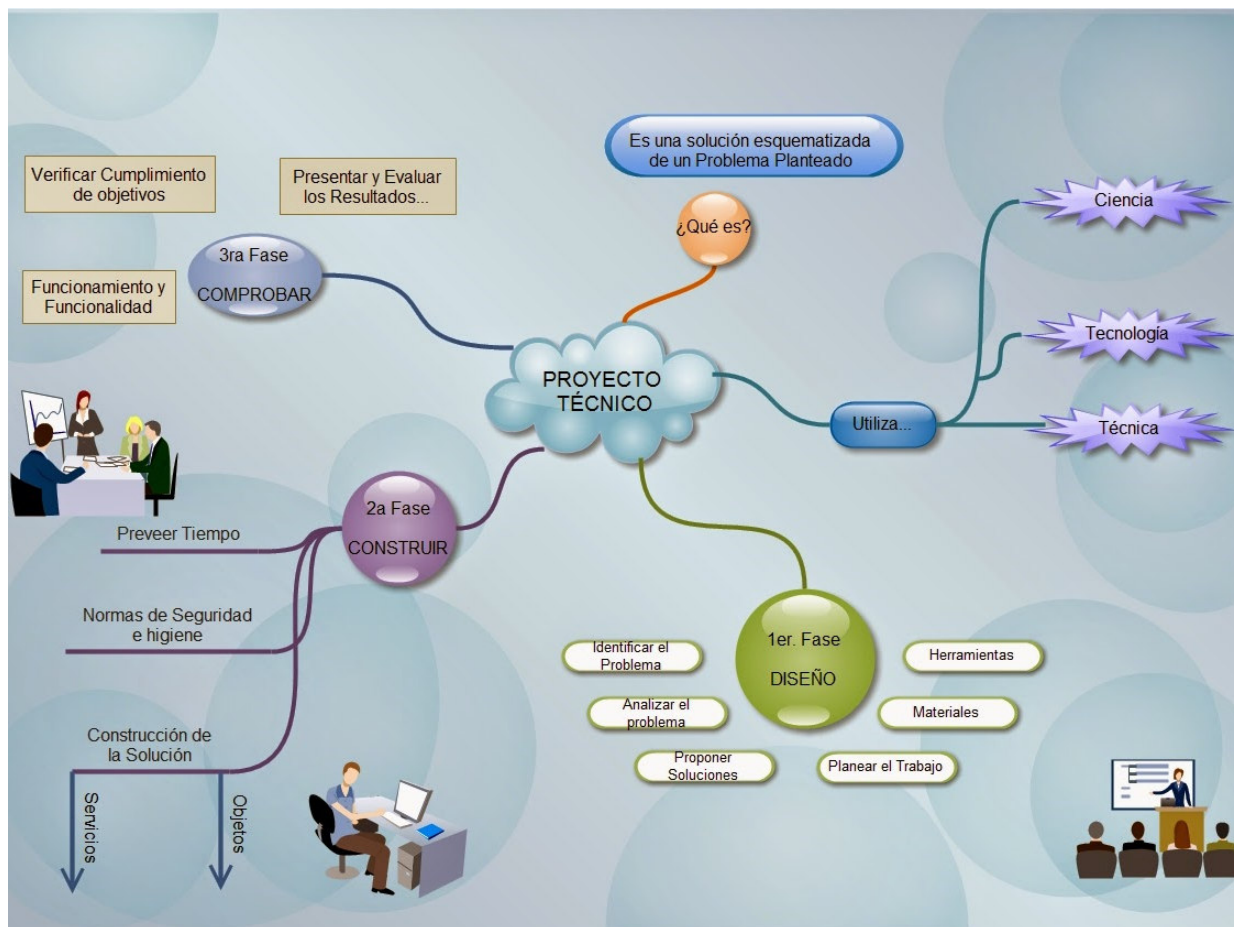 Es una solución esquematizada
de un Problema Planteado
¿Qué es?
PROYECTO
TÉCNICO
Utiliza...
Ciencia
Tecnología
Técnica
1er. Fase
DISEÑO
Identificar el
Problema
Analizar el
problema
Proponer
Soluciones
Herramientas
Materiales
Planear el Trabajo
2a Fase
CONSTRUIR
Preveer Tiempo
Normas de Seguridad
e higiene
Construcción de
la Solución
Servicios
Objetos
3ra Fase
COMPROBAR
Verificar Cumplimiento
de objetivos
Presentar y Evaluar
los Resultados...
Funcionamiento y
Funcionalidad